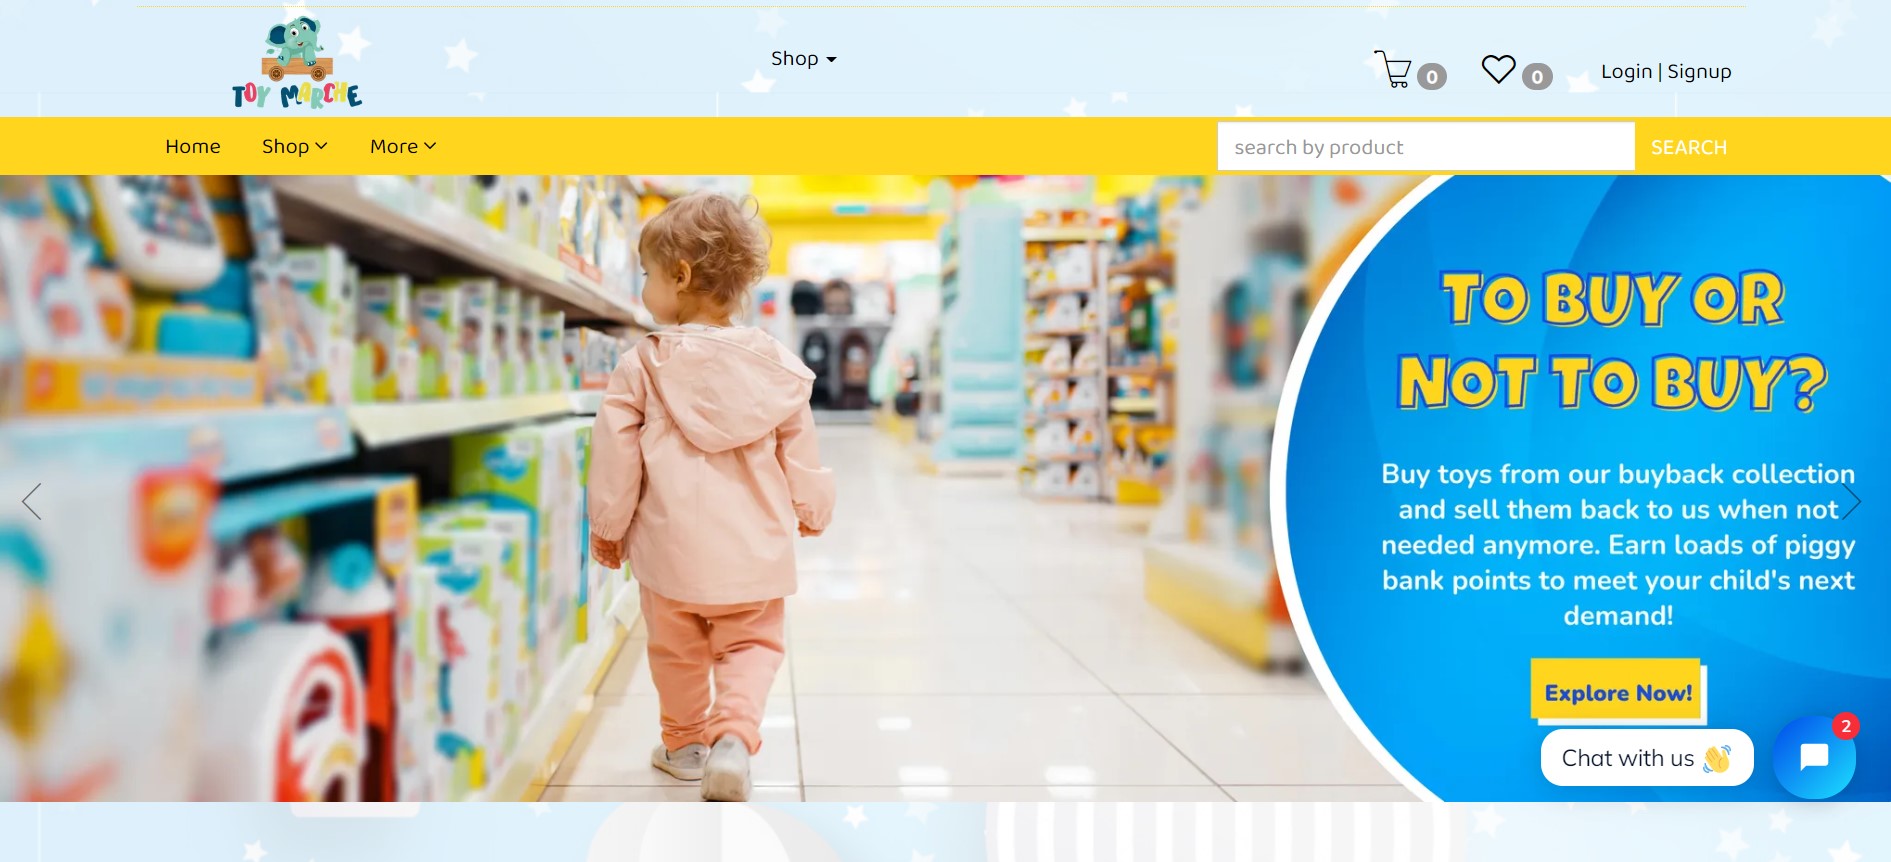 TOY MARCHE
Shop
0
0
Login | Signup
Home
Shop
More
search by product
SEARCH
TO BUY OR
NOT TO BUY?
Buy toys from our buyback collection
and sell them back to us when not
needed anymore. Earn loads of piggy
bank points to meet your child's next
demand!
Explore Now!
Chat with us 👋
2